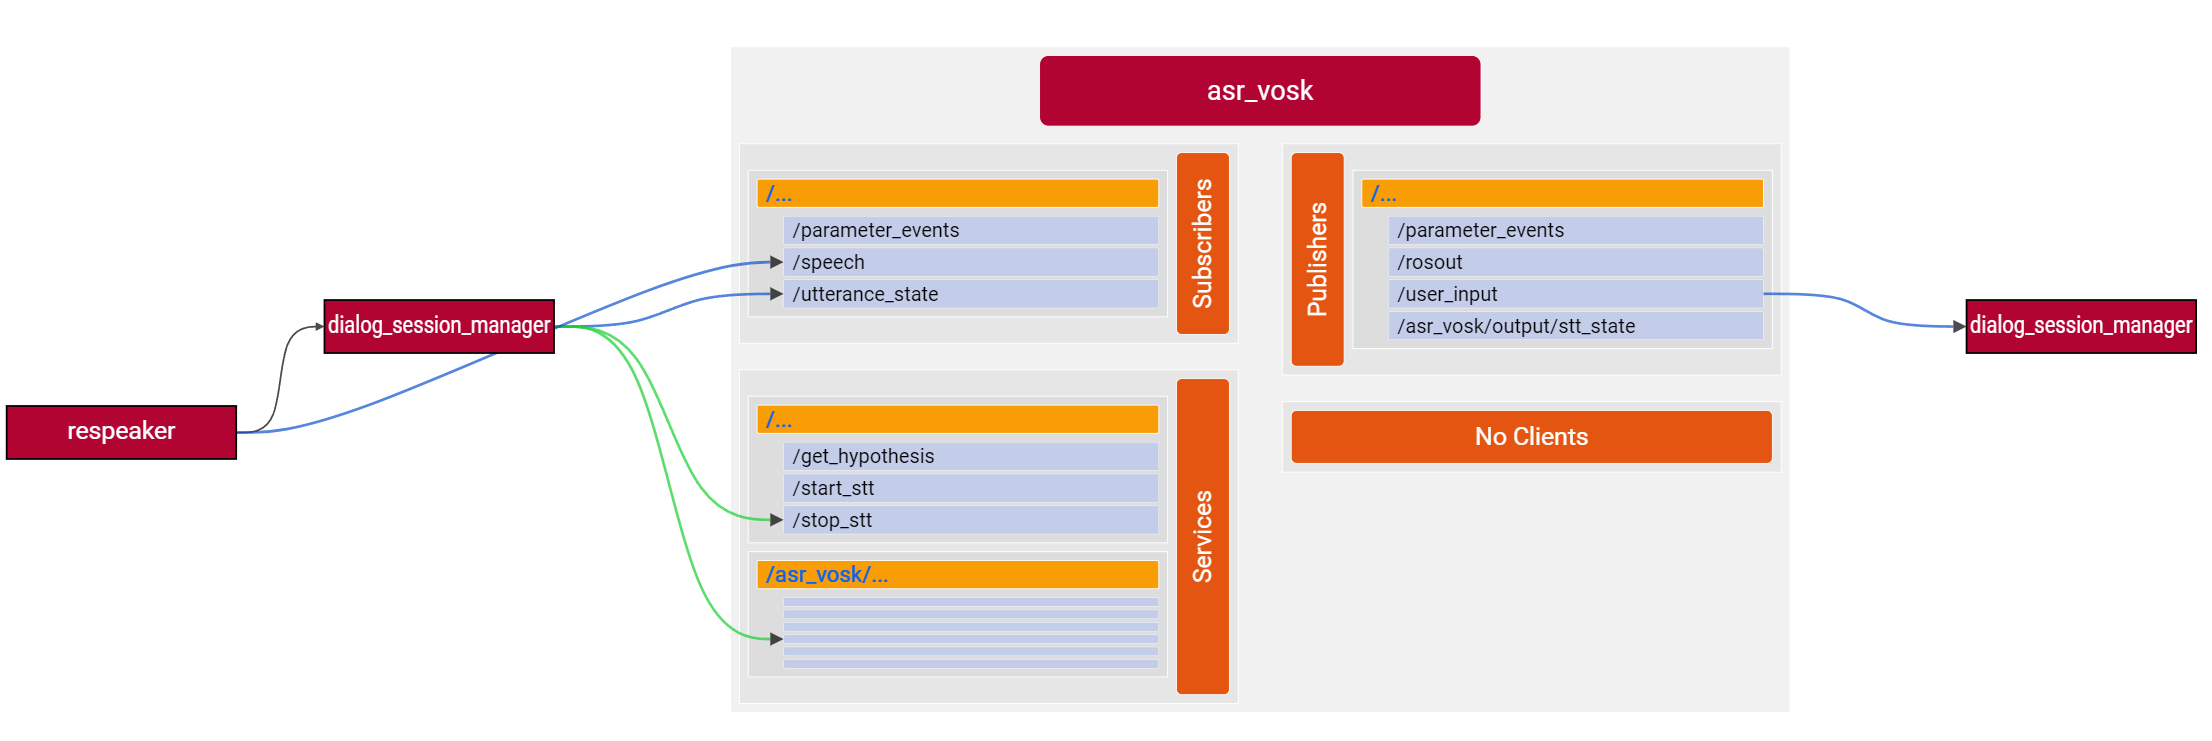 asr_vosk
respeaker
dialog_session_manager
Subscribers
/...
/parameter_events
/speech
/utterance_state
Services
/...
/get_hypothesis
/start_stt
/stop_stt
/asr_vosk/...
Publishers
/...
/parameter_events
/rosout
/user_input
/asr_vosk/output/stt_state
No Clients
dialog_session_manager